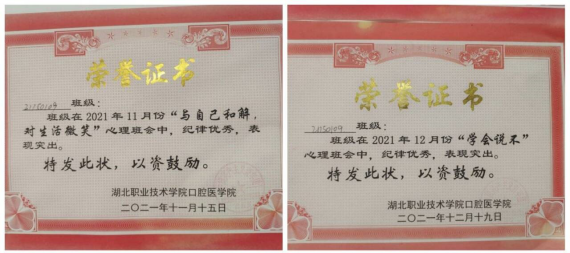 荣誉证书
班级:
班级在2021年11月份“与自己和解,
对生活微笑”心理班会中,纪律优秀,表
现突出。
特发此状,以资鼓励。
湖北职业技术学院口腔医学院
二〇二一年十一月十五日
荣誉证书
班级:
班级在2021年12月份“学会说不”
心理班会中,纪律优秀,表现突出。
特发此状,以资鼓励。
湖北职业技术学院口腔医学院
二〇二一年十二月十九日